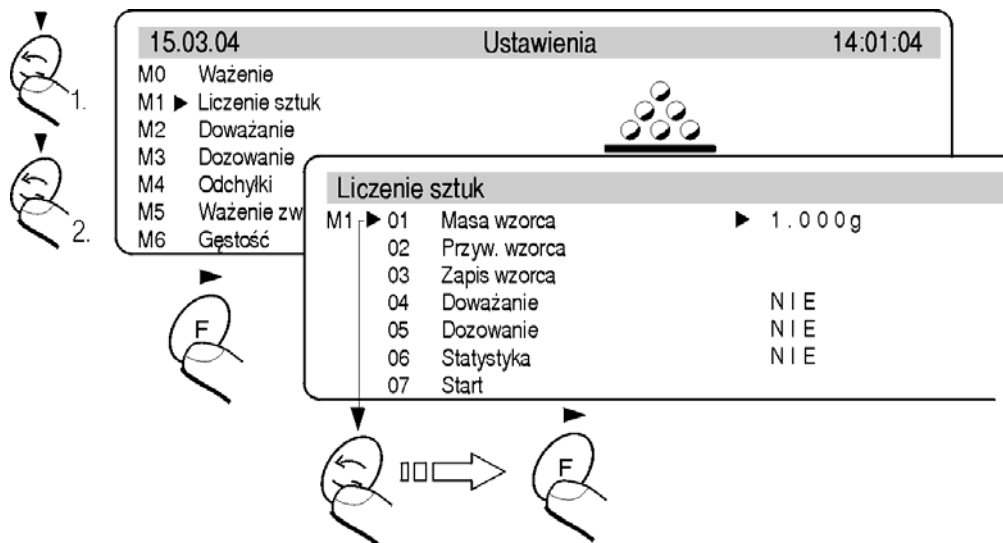 15.03.04 Ustawienia 14:01:04
M0 Ważenie
M1 Liczenie sztuk
M2 Doważanie
M3 Dozowanie
M4 Odchyłki
M5 Ważenie zw
M6 Gęstość
1.
2.
F
Liczenie sztuk
M1 01 Masa wzorca 1.000g
02 Przyw. wzorca
03 Zapis wzorca
04 Doważanie NIE
05 Dozowanie NIE
06 Statystyka NIE
07 Start
F